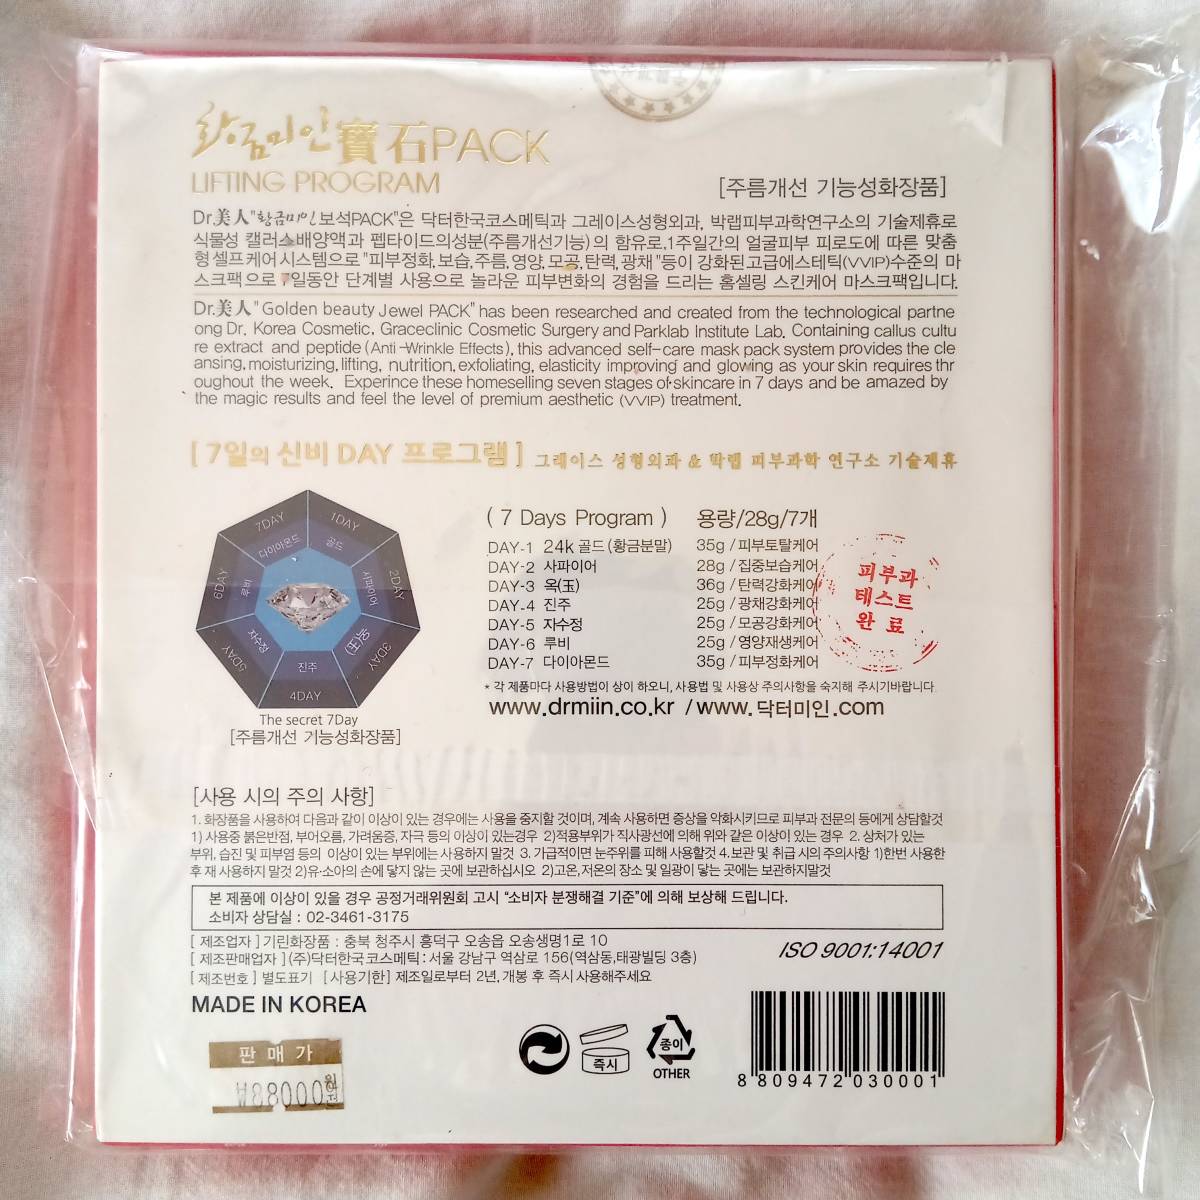 황금미인 寶石PACK
LIFTING PROGRAM
[주름개선 기능성화장품]
Dr.美人"황금미인보석PACK"은 닥터한국코스메틱과 그레이스성형외과, 박랩피부과학연구소의 기술제휴로
식물성 캘러스배양액과 펩타이드의성분(주름개선기능)의 함유로,1주일간의 얼굴피부 피로도에 따른 맞춤
형셀프케어시스템으로 "피부정화,보습,주름,영양,모공,탄력,광채"등이 강화된고급에스테틱(VVIP)수준의 마
스크팩으로 7일동안 단계별 사용으로 놀라운 피부변화의 경험을 드리는 홈셀링 스킨케어 마스크팩입니다.
Dr.美人"Golden beauty Jewel PACK" has been researched and created from the technological partne
ong Dr. Korea Cosmetic. Graceclinic Cosmetic Surgery and Parklab Institute Lab. Containing callus cultu
re extract and peptide (Anti-Wrinkle Effects), this advanced self-care mask pack system provides the cle
ansing, moisturizing, lifting, nutrition, exfoliating, elasticity improving and glowing as your skin requires thr
oughout the week. Experince these homeselling seven stages of skincare in 7 days and be amazed by
the magic results and feel the level of premium aesthetic (VVIP) treatment.
[ 7일의 신비 DAY 프로그램 ] 그레이스 성형외과 & 박랩 피부과학 연구소 기술제휴
7DAY 1DAY
다이아몬드 골드
6DAY 루비 사파이어 2DAY
5DAY 자수정 옥(玉) 3DAY
진주
4DAY
The secret 7Day
[주름개선 기능성화장품]
( 7 Days Program ) 용량/28g/7개
DAY-1 24k 골드(황금분말) 35g /피부토탈케어
DAY-2 사파이어 28g /집중보습케어
DAY-3 옥(玉) 36g /탄력강화케어
DAY-4 진주 25g /광채강화케어
DAY-5 자수정 25g /모공강화케어
DAY-6 루비 25g /영양재생케어
DAY-7 다이아몬드 35g /피부정화케어
피부과
테스트
완료
* 각 제품마다 사용방법이 상이 하오니, 사용법 및 사용상 주의사항을 숙지해 주시기바랍니다.
www.drmiin.co.kr /www.닥터미인.com
[사용 시의 주의 사항]
1. 화장품을 사용하여 다음과 같이 이상이 있는 경우에는 사용을 중지할 것이며, 계속 사용하면 증상을 악화시키므로 피부과 전문의 등에게 상담할것
1) 사용중 붉은반점, 부어오름, 가려움증, 자극 등의 이상이 있는경우 2)적용부위가 직사광선에 의해 위와 같은 이상이 있는 경우 2. 상처가 있는
부위, 습진 및 피부염 등의 이상이 있는 부위에는 사용하지 말것 3. 가급적이면 눈주위를 피해 사용할것 4.보관 및 취급 시의 주의사항 1)한번 사용한
후 재 사용하지 말것 2)유·소아의 손에 닿지 않는 곳에 보관하십시오 2)고온, 저온의 장소 및 일광이 닿는 곳에는 보관하지말것
본 제품에 이상이 있을 경우 공정거래위원회 고시 "소비자 분쟁해결 기준"에 의해 보상해 드립니다.
소비자 상담실 : 02-3461-3175
[ 제조업자 ]기린화장품 : 충북 청주시 흥덕구 오송읍 오송생명1로 10
[ 제조판매업자 ](주)닥터한국코스메틱: 서울 강남구 역삼로 156(역삼동,태광빌딩 3층)
[ 제조번호 ] 별도표기 [사용기한] 제조일로부터 2년, 개봉 후 즉시 사용해주세요
ISO 9001:14001
MADE IN KOREA
판매가
₩88000원
즉시
종이
OTHER
8 809472 030001